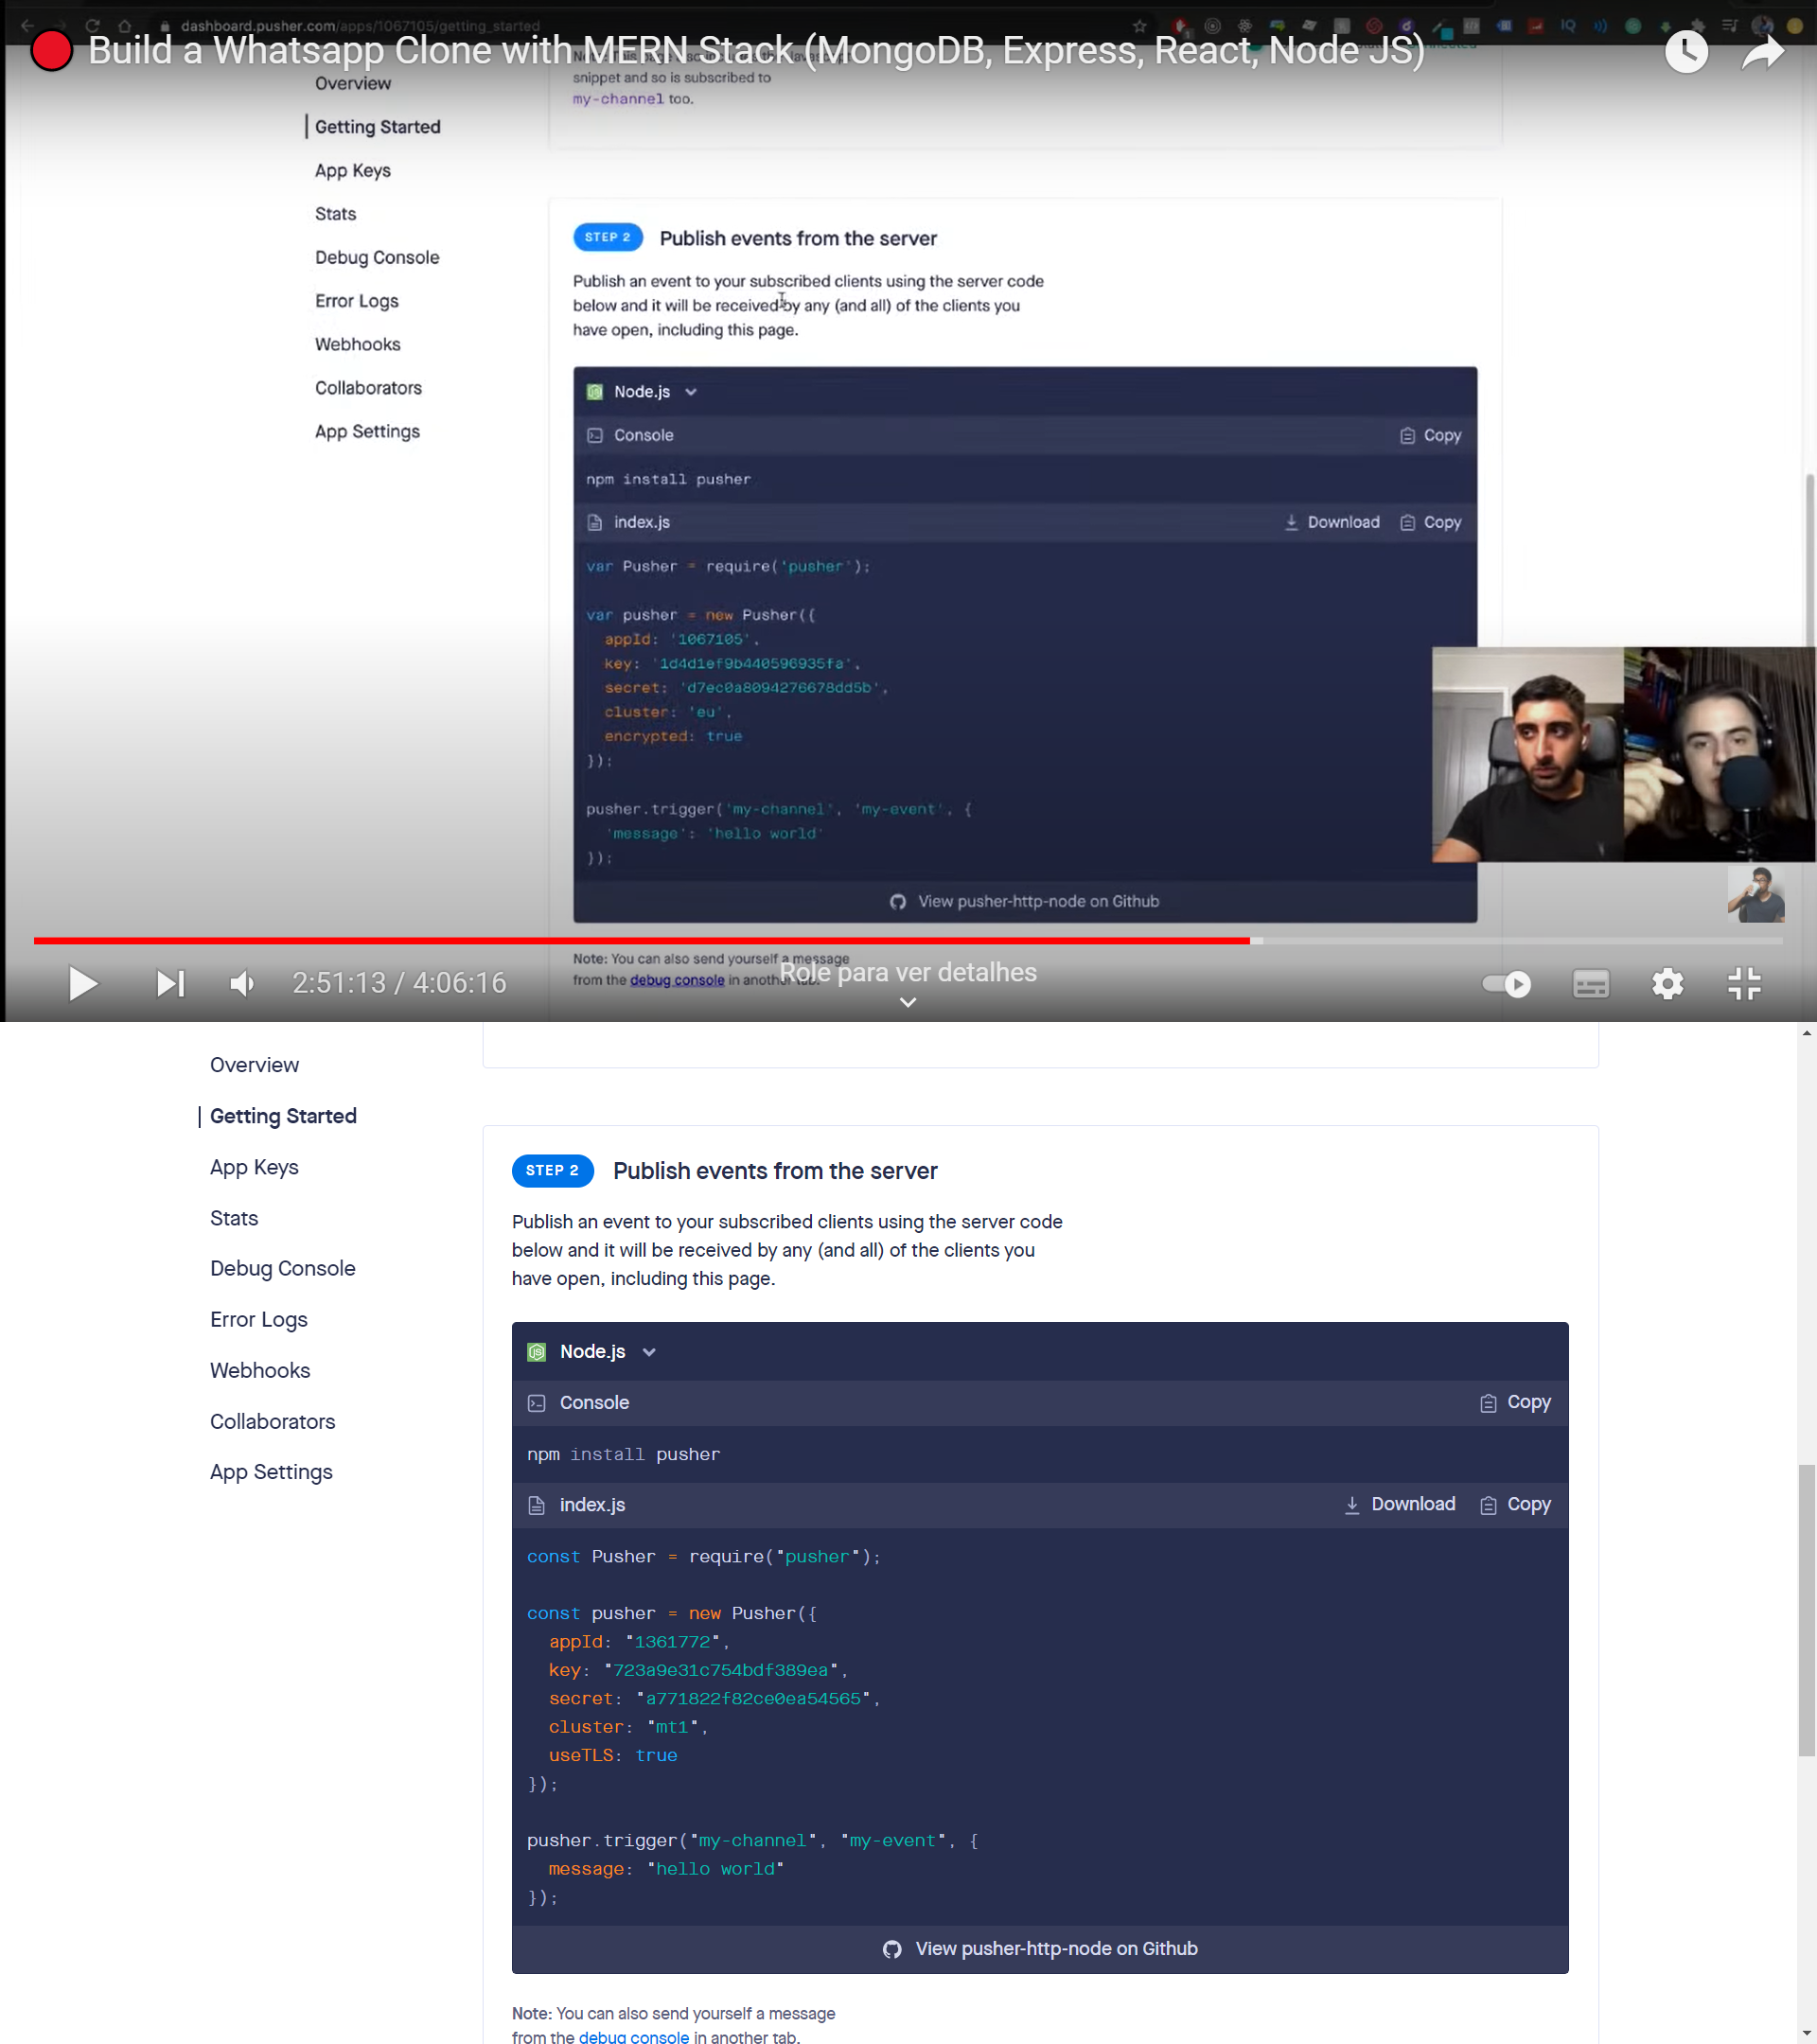 dashboard.pusher.com/apps/1067105/getting_started
Build a Whatsapp Clone with MERN Stack (MongoDB, Express, React, Node JS)
snippet and so is subscribed to
my-channel too.
Overview
Getting Started
App Keys
Stats
Debug Console
Error Logs
Webhooks
Collaborators
App Settings
STEP 2 Publish events from the server
Publish an event to your subscribed clients using the server code
below and it will be received by any (and all) of the clients you
have open, including this page.
Node.js
Console Copy
npm install pusher
index.js Download Copy
var Pusher = require('pusher');
var pusher = new Pusher({
appId: '1067105',
key: '1d4d1ef9b440596935fa',
secret: 'd7ec0a8094276678dd5b',
cluster: 'eu',
encrypted: true
});
pusher.trigger('my-channel', 'my-event', {
'message': 'hello world'
});
View pusher-http-node on Github
Note: You can also send yourself a message
from the debug console in another tab.
Role para ver detalhes
2:51:13 / 4:06:16
Overview
Getting Started
App Keys
Stats
Debug Console
Error Logs
Webhooks
Collaborators
App Settings
STEP 2 Publish events from the server
Publish an event to your subscribed clients using the server code
below and it will be received by any (and all) of the clients you
have open, including this page.
Node.js
Console Copy
npm install pusher
index.js Download Copy
const Pusher = require("pusher");
const pusher = new Pusher({
appId: "1361772",
key: "723a9e31c754bdf389ea",
secret: "a771822f82ce0ea54565",
cluster: "mt1",
useTLS: true
});
pusher.trigger("my-channel", "my-event", {
message: "hello world"
});
View pusher-http-node on Github
Note: You can also send yourself a message
from the debug console in another tab.